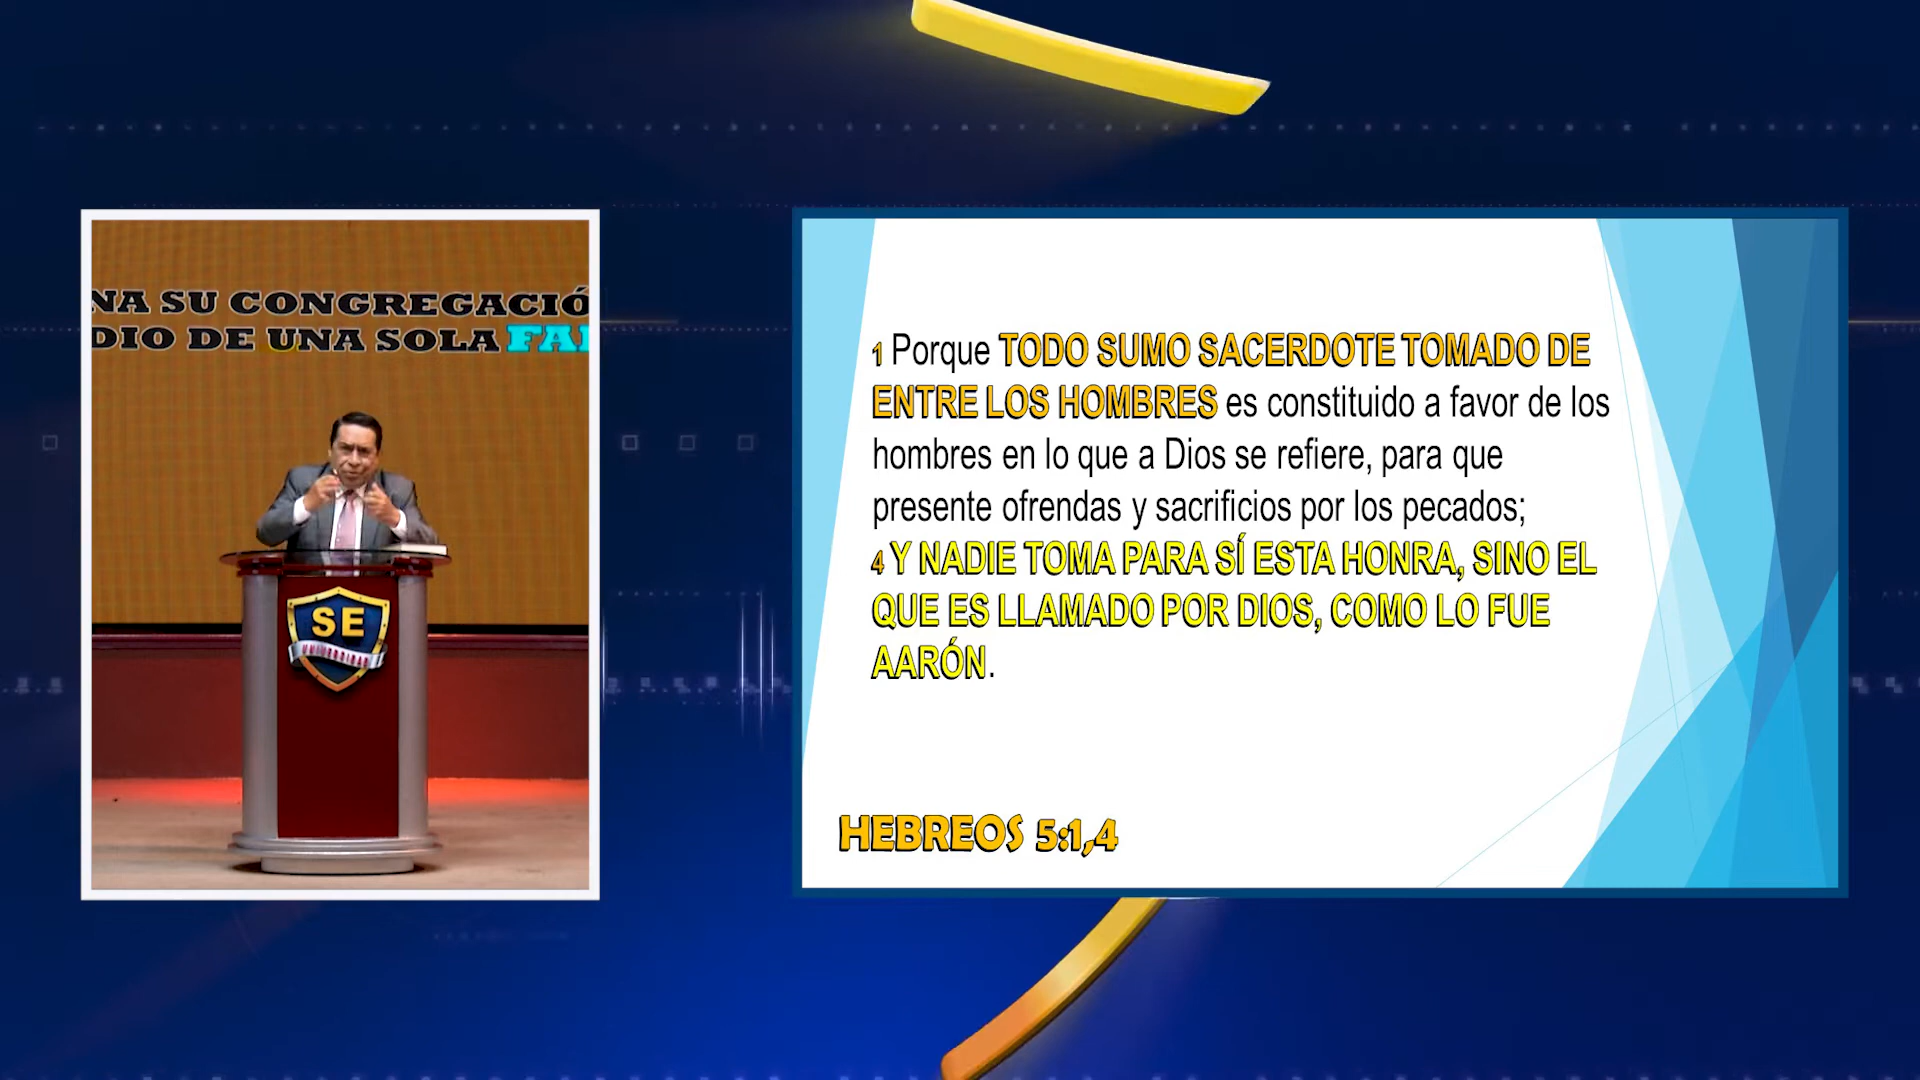 NA SU CONGREGACIÓ
DIO DE UNA SOLA FA
SE
UNIVERSIDAD
1 Porque TODO SUMO SACERDOTE TOMADO DE
ENTRE LOS HOMBRES es constituido a favor de los
hombres en lo que a Dios se refiere, para que
presente ofrendas y sacrificios por los pecados;
4 Y NADIE TOMA PARA SÍ ESTA HONRA, SINO EL
QUE ES LLAMADO POR DIOS, COMO LO FUE
AARÓN.
HEBREOS 5:1,4